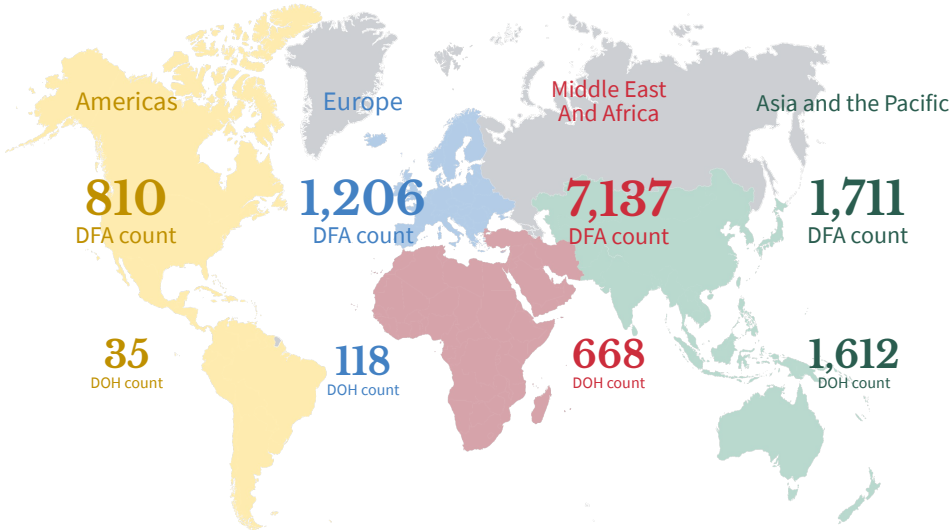 Americas
810
DFA count
35
DOH count
Europe
1,206
DFA count
118
DOH count
Middle East
And Africa
7,137
DFA count
668
DOH count
Asia and the Pacific
1,711
DFA count
1,612
DOH count